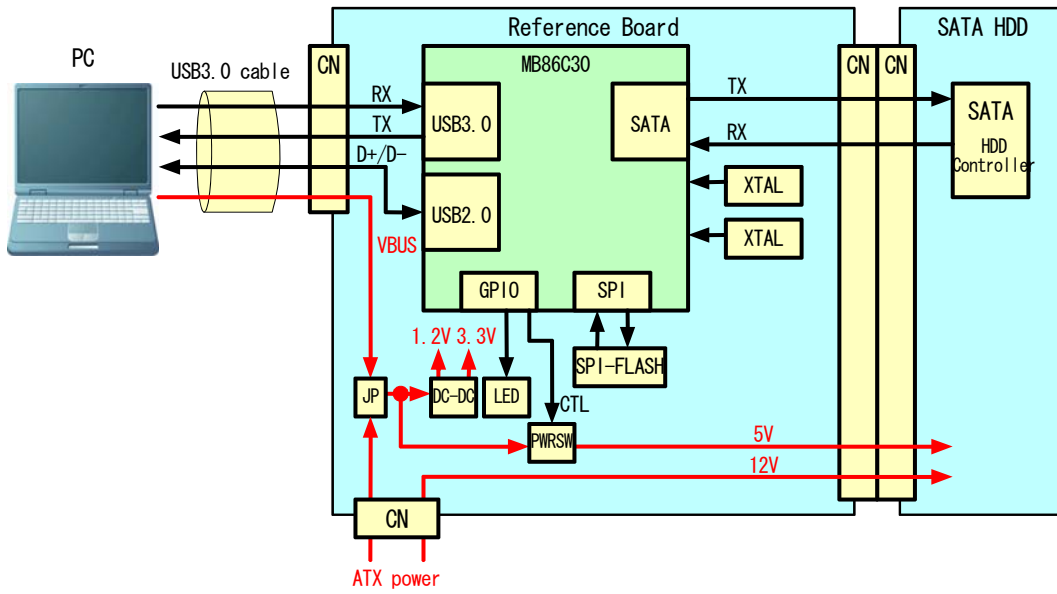 Reference Board
SATA HDD
PC
USB3.0 cable
CN
MB86C30
CN
CN
RX
TX
D+/D-
USB3.0
SATA
TX
RX
SATA
HDD
Controller
USB2.0
XTAL
XTAL
VBUS
GPIO
SPI
1.2V
3.3V
SPI-FLASH
JP
DC-DC
LED
CTL
PWRSW
5V
12V
CN
ATX power